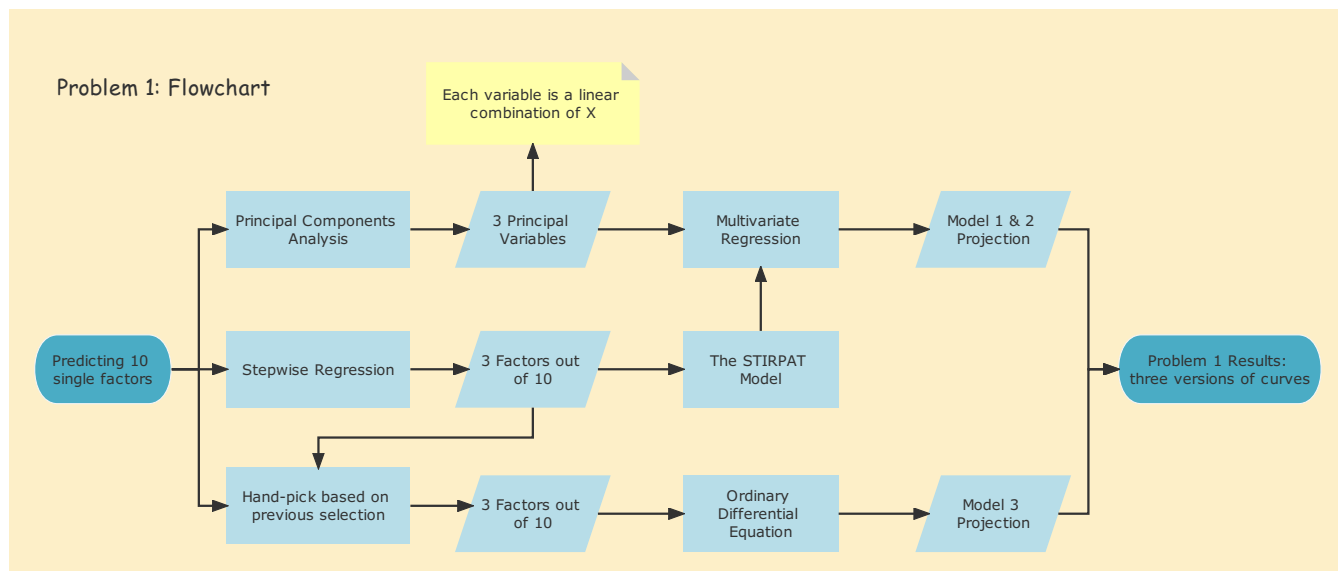 Problem 1: Flowchart
Each variable is a linear
combination of X
Principal Components
Analysis
3 Principal
Variables
Multivariate
Regression
Model 1 & 2
Projection
Predicting 10
single factors
Stepwise Regression
3 Factors out
of 10
The STIRPAT
Model
Problem 1 Results:
three versions of curves
Hand-pick based on
previous selection
3 Factors out
of 10
Ordinary
Differential
Equation
Model 3
Projection